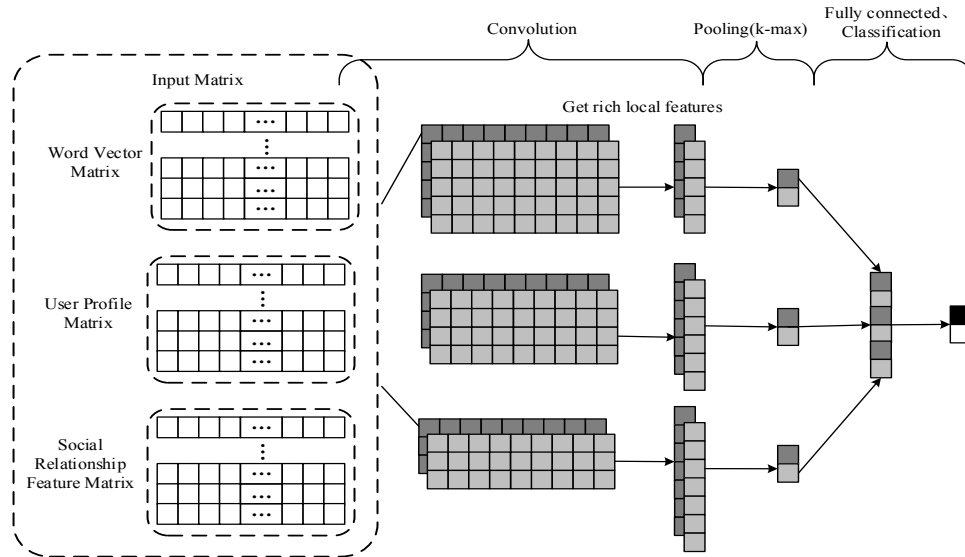 Convolution
Pooling(k-max)
Fully connected、
Classification
Input Matrix
Get rich local features
Word Vector
Matrix
User Profile
Matrix
Social
Relationship
Feature Matrix